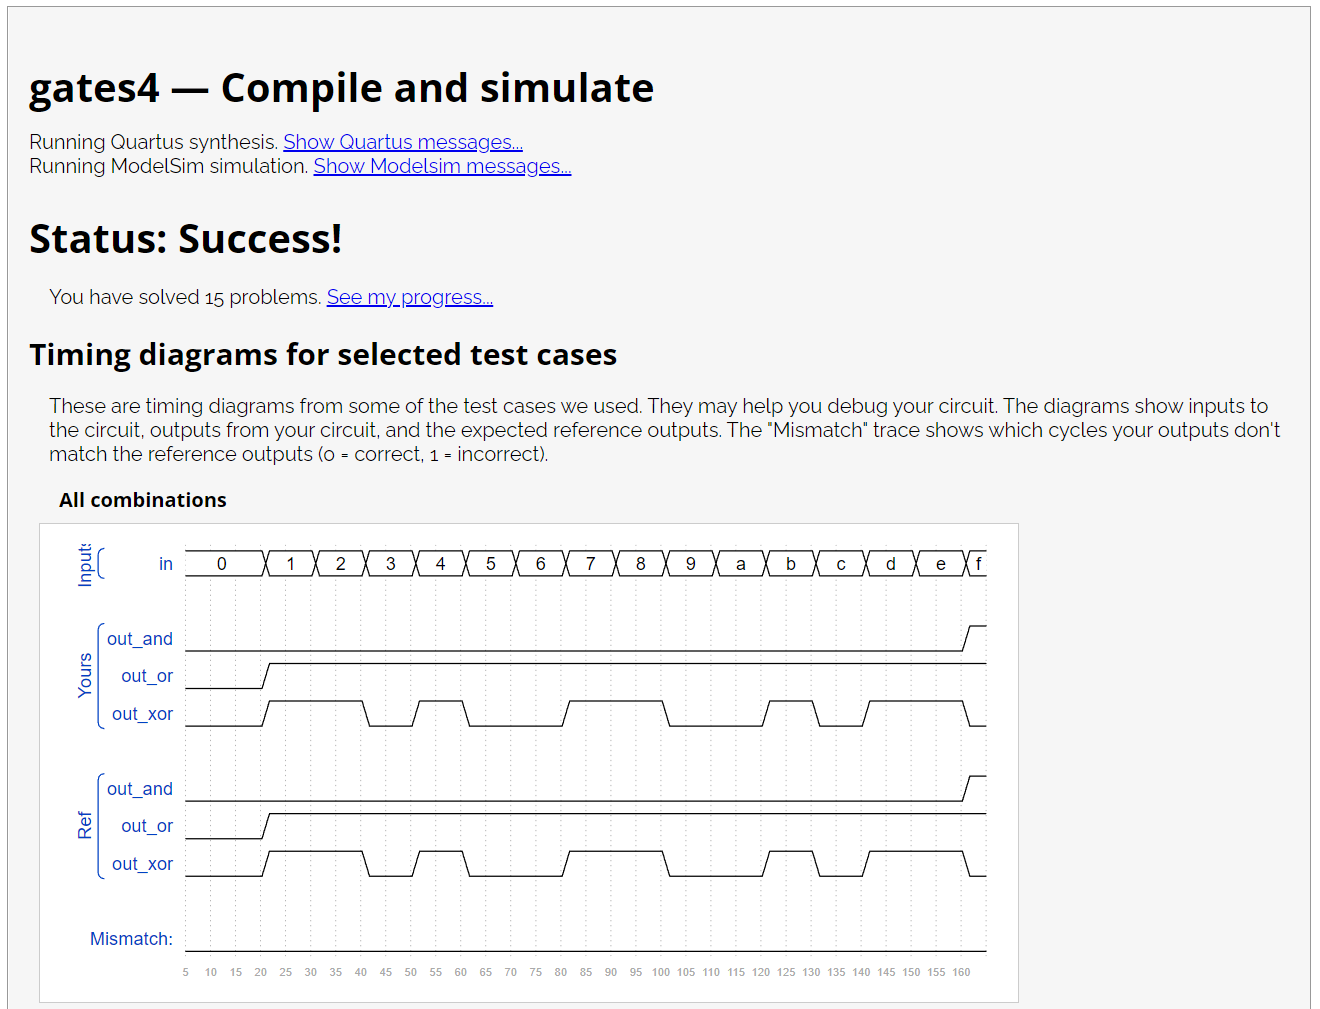 gates4 — Compile and simulate
Running Quartus synthesis. Show Quartus messages...
Running ModelSim simulation. Show Modelsim messages...
Status: Success!
You have solved 15 problems. See my progress...
Timing diagrams for selected test cases
These are timing diagrams from some of the test cases we used. They may help you debug your circuit. The diagrams show inputs to
the circuit, outputs from your circuit, and the expected reference outputs. The "Mismatch" trace shows which cycles your outputs don't
match the reference outputs (0 = correct, 1 = incorrect).
All combinations
Inputs
in 0 1 2 3 4 5 6 7 8 9 a b c d e f
Yours
out_and
out_or
out_xor
Ref
out_and
out_or
out_xor
Mismatch:
5 10 15 20 25 30 35 40 45 50 55 60 65 70 75 80 85 90 95 100 105 110 115 120 125 130 135 140 145 150 155 160